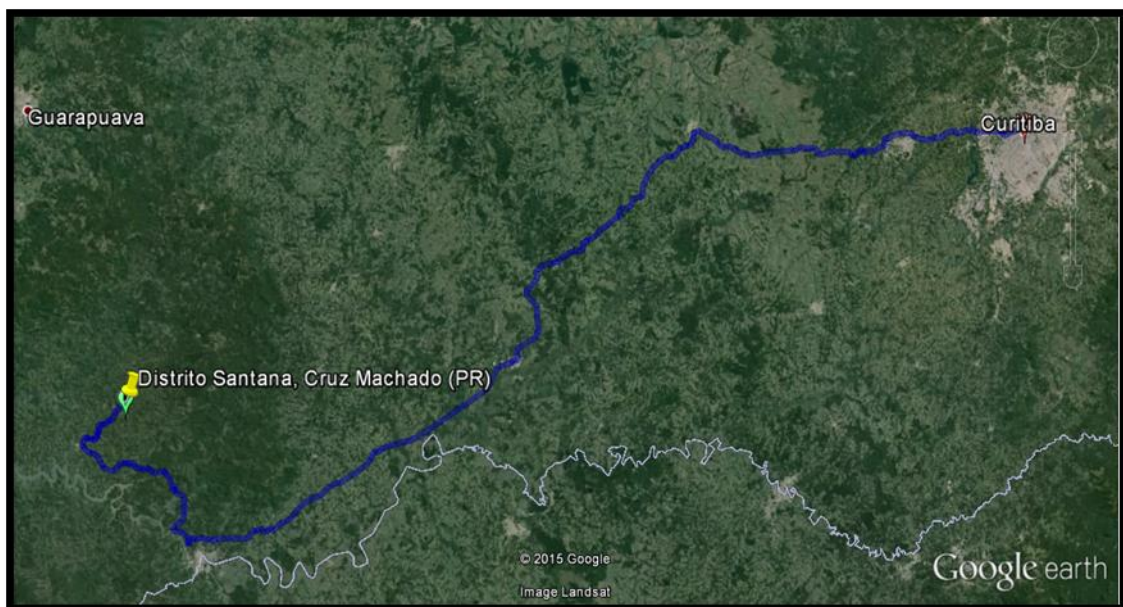 Guarapuava
Curitiba
Distrito Santana, Cruz Machado (PR)
© 2015 Google
Image Landsat
Google earth